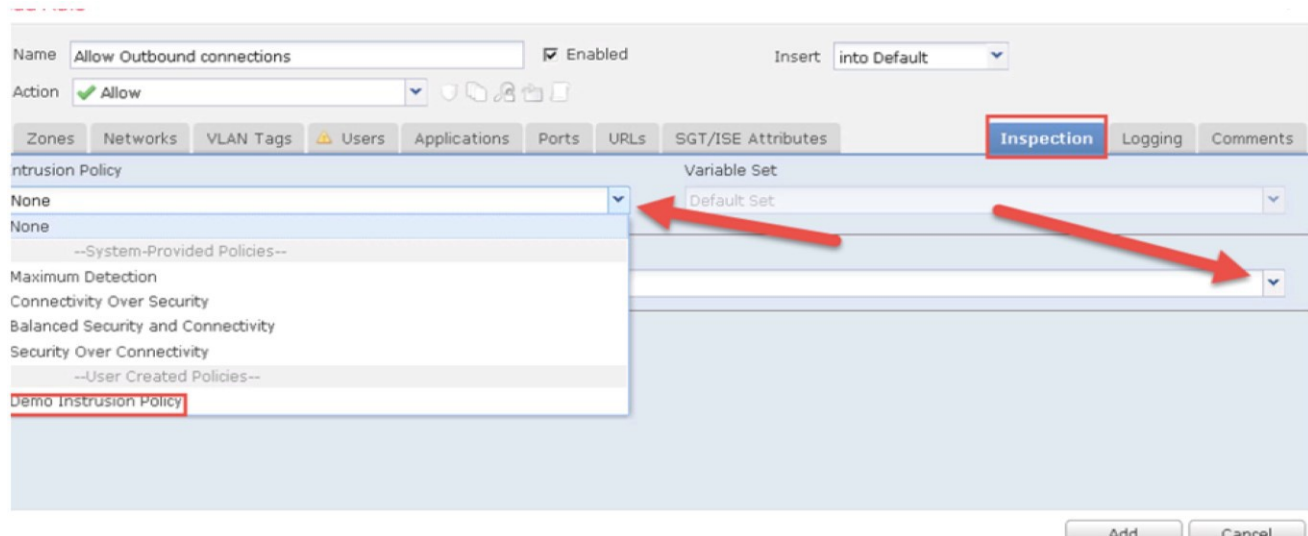 Name Allow Outbound connections Enabled Insert into Default
Action Allow
Zones Networks VLAN Tags Users Applications Ports URLs SGT/ISE Attributes Inspection Logging Comments
ntrusion Policy Variable Set
None Default Set
None
--System-Provided Policies--
Maximum Detection
Connectivity Over Security
Balanced Security and Connectivity
Security Over Connectivity
--User Created Policies--
Demo Instrusion Policy
Add Cancel